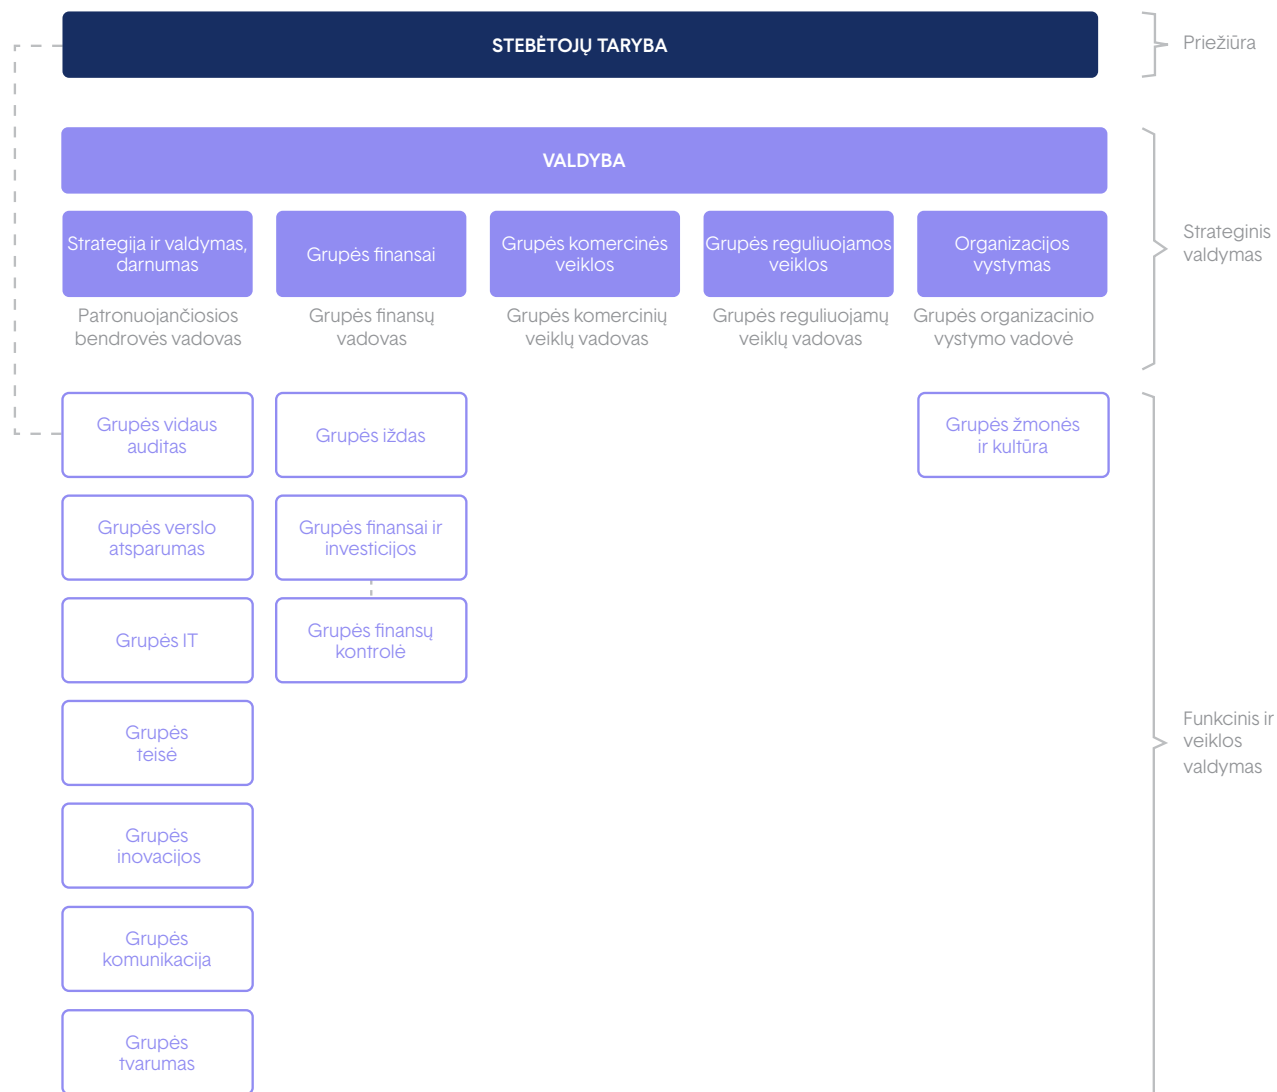 STEBĖTOJŲ TARYBA
Priežiūra
VALDYBA
Strategija ir valdymas,
darnumas
Grupės finansai
Grupės komercinės
veiklos
Grupės reguliuojamos
veiklos
Organizacijos
vystymas
Strateginis
valdymas
Patronuojančiosios
bendrovės vadovas
Grupės finansų
vadovas
Grupės komercinių
veiklų vadovas
Grupės reguliuojamų
veiklų vadovas
Grupės organizacinio
vystymo vadovė
Grupės vidaus
auditas
Grupės iždas
Grupės žmonės
ir kultūra
Grupės verslo
atsparumas
Grupės finansai ir
investicijos
Grupės IT
Grupės finansų
kontrolė
Grupės
teisė
Funkcinis ir
veiklos
valdymas
Grupės
inovacijos
Grupės
komunikacija
Grupės
tvarumas